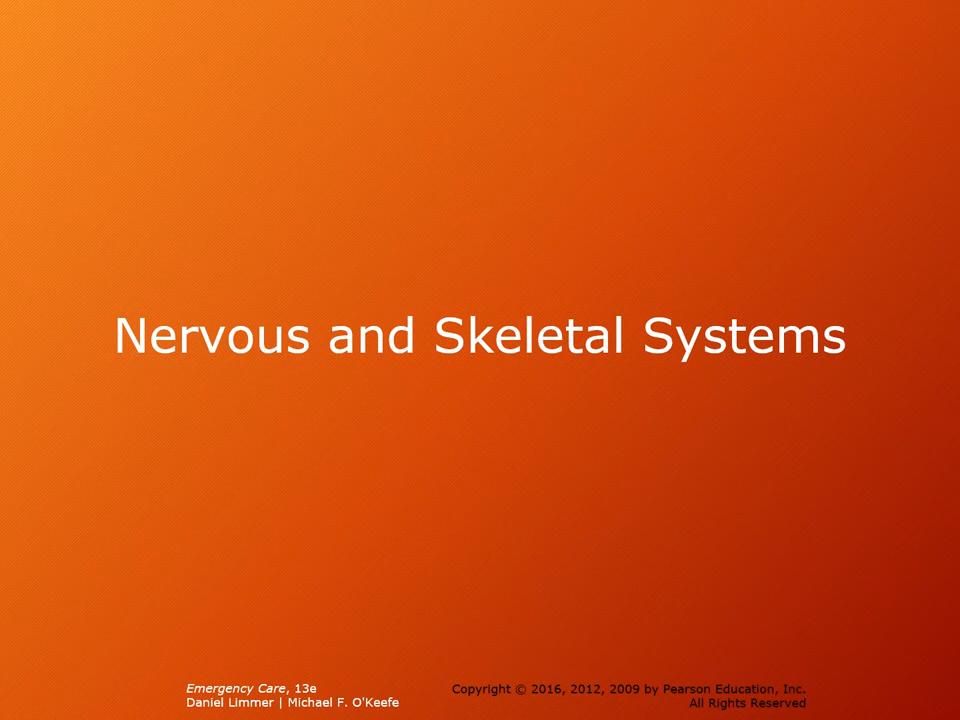 Nervous and Skeletal Systems
Emergency Care, 13e
Daniel Limmer | Michael F. O'Keefe
Copyright © 2016, 2012, 2009 by Pearson Education, Inc.
All Rights Reserved